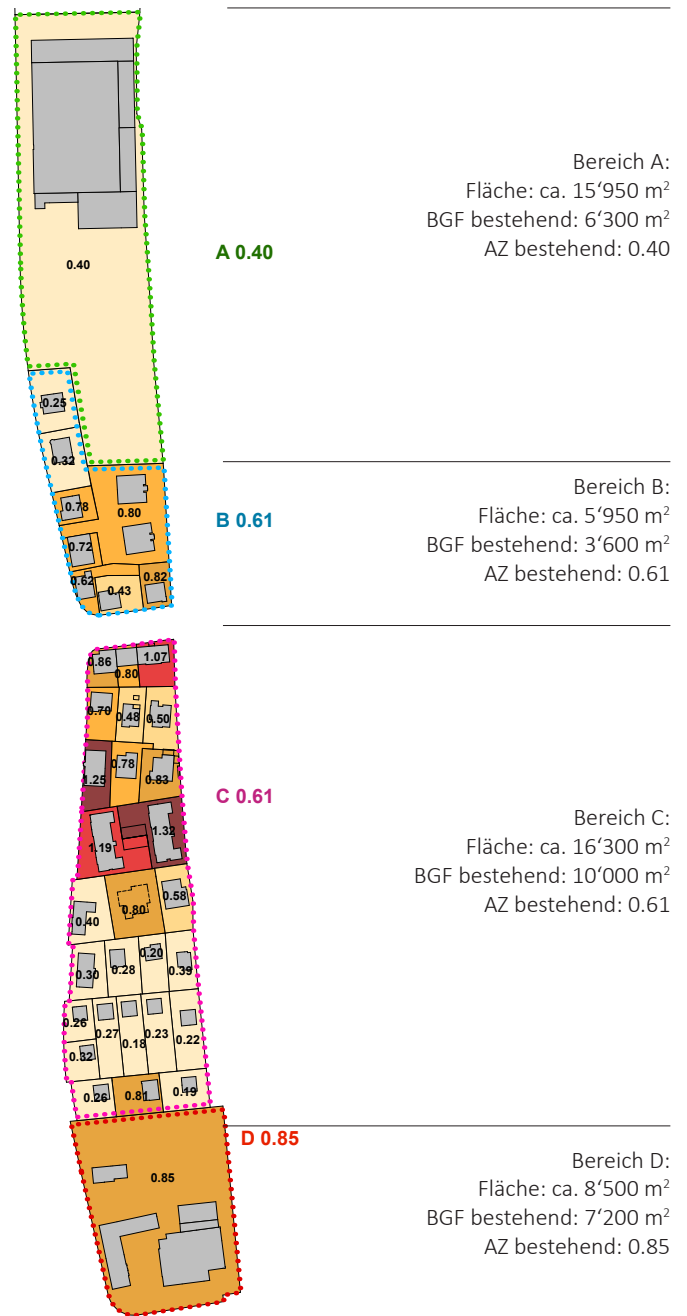 Bereich A:
Fläche: ca. 15‘950 m²
BGF bestehend: 6‘300 m²
AZ bestehend: 0.40
A 0.40
0.40
0.25
0.32
Bereich B:
Fläche: ca. 5‘950 m²
BGF bestehend: 3‘600 m²
AZ bestehend: 0.61
B 0.61
0.78
0.80
0.72
0.62
0.43
0.82
0.86
0.80
1.07
0.70
0.48
0.50
1.25
0.78
0.83
C 0.61
Bereich C:
Fläche: ca. 16‘300 m²
BGF bestehend: 10‘000 m²
AZ bestehend: 0.61
1.19
1.32
0.40
0.80
0.58
0.30
0.28
0.20
0.39
0.26
0.27
0.18
0.23
0.22
0.32
0.26
0.81
0.19
D 0.85
0.85
Bereich D:
Fläche: ca. 8‘500 m²
BGF bestehend: 7‘200 m²
AZ bestehend: 0.85